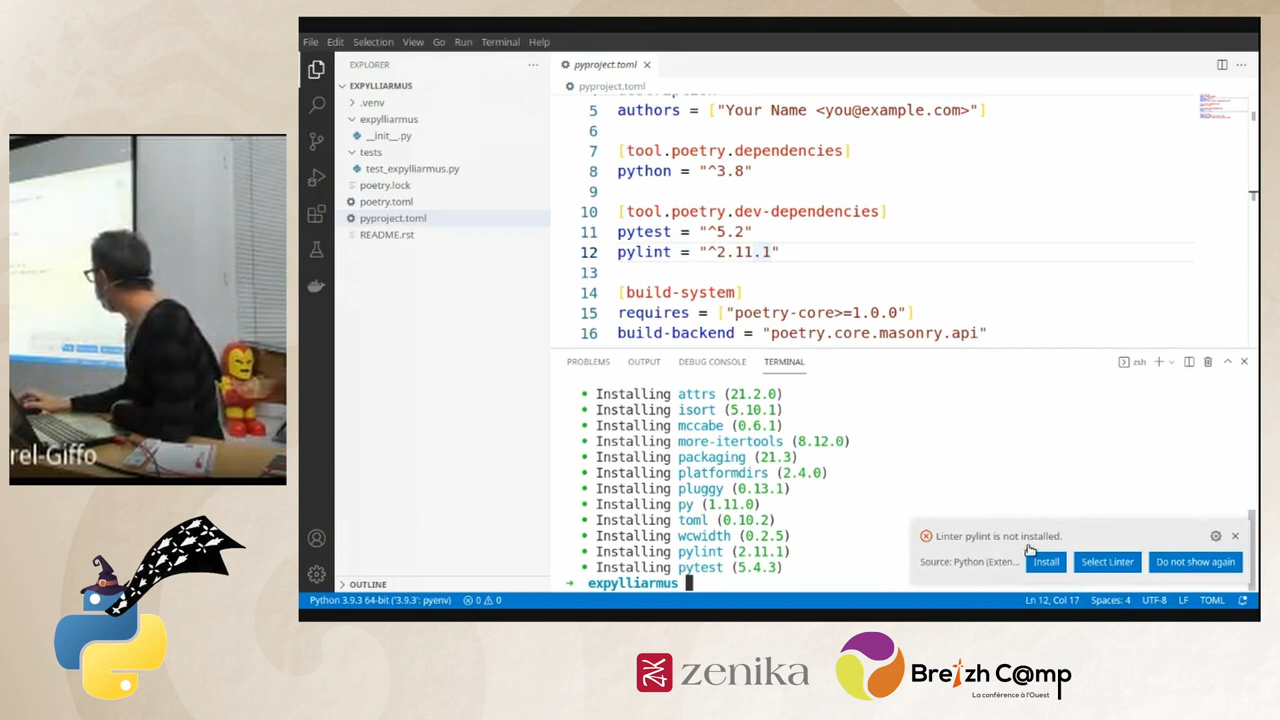 File Edit Selection View Go Run Terminal Help
EXPLORER
EXPYLLIARMUS
.venv
expylliarmus
__init__.py
tests
test_expylliarmus.py
poetry.lock
poetry.toml
pyproject.toml
README.rst
OUTLINE
pyproject.toml
pyproject.toml
5 authors = ["Your Name <you@example.com>"]
6
7 [tool.poetry.dependencies]
8 python = "^3.8"
9
10 [tool.poetry.dev-dependencies]
11 pytest = "^5.2"
12 pylint = "^2.11.1"
13
14 [build-system]
15 requires = ["poetry-core>=1.0.0"]
16 build-backend = "poetry.core.masonry.api"
PROBLEMS OUTPUT DEBUG CONSOLE TERMINAL zsh
• Installing attrs (21.2.0)
• Installing isort (5.10.1)
• Installing mccabe (0.6.1)
• Installing more-itertools (8.12.0)
• Installing packaging (21.3)
• Installing platformdirs (2.4.0)
• Installing pluggy (0.13.1)
• Installing py (1.11.0)
• Installing toml (0.10.2)
• Installing wcwidth (0.2.5)
• Installing pylint (2.11.1)
• Installing pytest (5.4.3)
→ expylliarmus
Linter pylint is not installed.
Source: Python (Exten... Install Select Linter Do not show again
Python 3.9.3 64-bit ('3.9.3': pyenv) 0 0 Ln 12, Col 17 Spaces: 4 UTF-8 LF TOML
rel-Giffo
zenika
Breizh C@mp
La conférence à l'Ouest